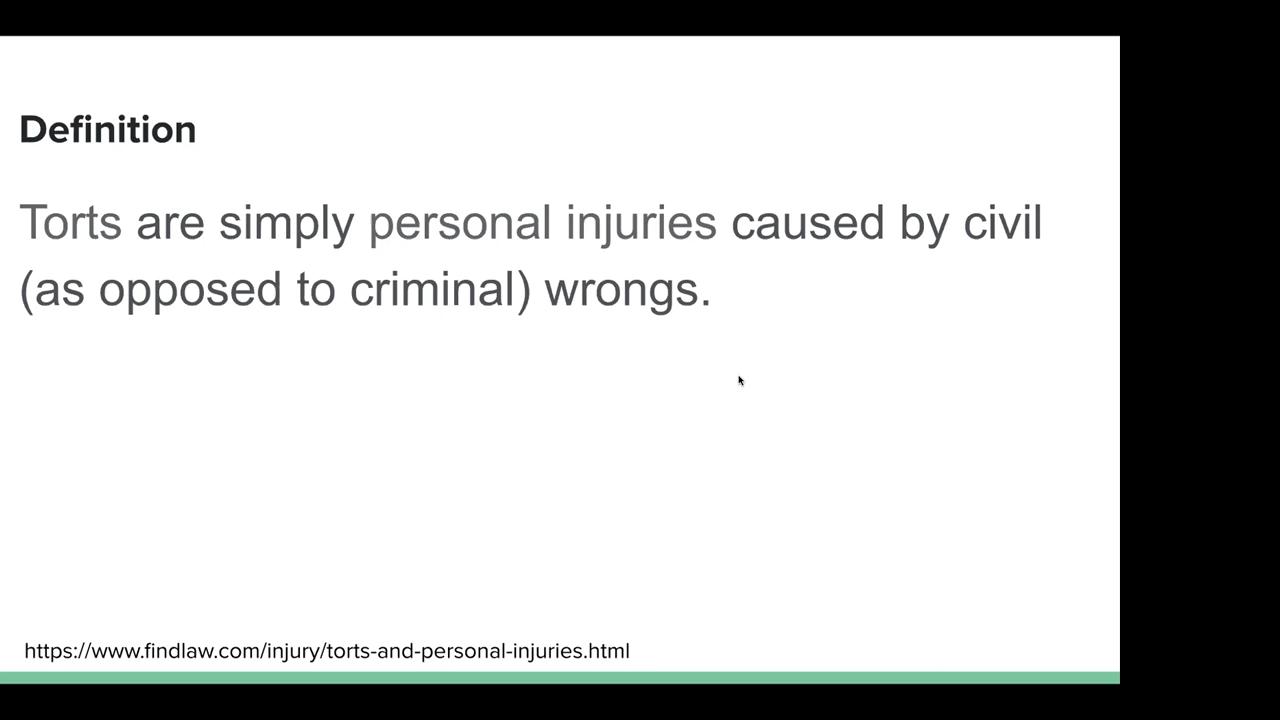 Definition
Torts are simply personal injuries caused by civil
(as opposed to criminal) wrongs.
https://www.findlaw.com/injury/torts-and-personal-injuries.html